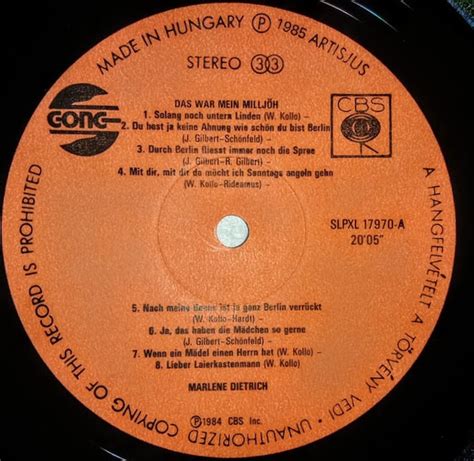 MADE IN HUNGARY Ⓟ 1985 ARTISJUS
STEREO 33
GONG
CBS
DAS WAR MEIN MILLJÖH
1. Solang noch untern Linden (W. Kollo) –
2. Du hast ja keine Ahnung wie schön du bist Berlin
(J. Gilbert-Schönfeld) –
3. Durch Berlin fliesst immer noch die Spree
(J. Gilbert-R. Gilbert) –
4. Mit dir, mit dir da möcht ich Sonntags angeln gehn
(W. Kollo-Rideamus) –
SLPXL 17970-A
20'05"
5. Nach meine ist ja ganz Berlin verrückt
(W. Kollo-Hardt) –
6. Ja, das haben die Mädchen so gerne
(J. Gilbert-Schönfeld) –
7. Wenn ein Mädel einen Herrn hat (W. Kollo) –
8. Lieber Laierkastenmann (W. Kollo)
MARLENE DIETRICH
Ⓟ1984 CBS Inc.
A HANGFELVÉTELT A TÖRVÉNY VÉDI · UNAUTHORIZED COPYING OF THIS RECORD IS PROHIBITED